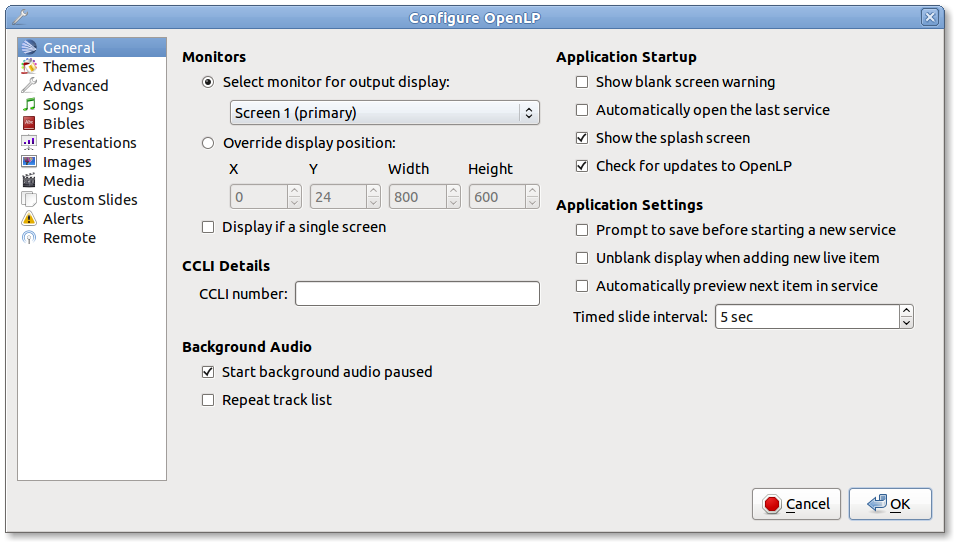 Configure OpenLP
General
Themes
Advanced
Songs
Bibles
Presentations
Images
Media
Custom Slides
Alerts
Remote
Monitors
Select monitor for output display:
Screen 1 (primary)
Override display position:
X Y Width Height
0 24 800 600
Display if a single screen
CCLI Details
CCLI number:
Background Audio
Start background audio paused
Repeat track list
Application Startup
Show blank screen warning
Automatically open the last service
Show the splash screen
Check for updates to OpenLP
Application Settings
Prompt to save before starting a new service
Unblank display when adding new live item
Automatically preview next item in service
Timed slide interval: 5 sec
Cancel OK